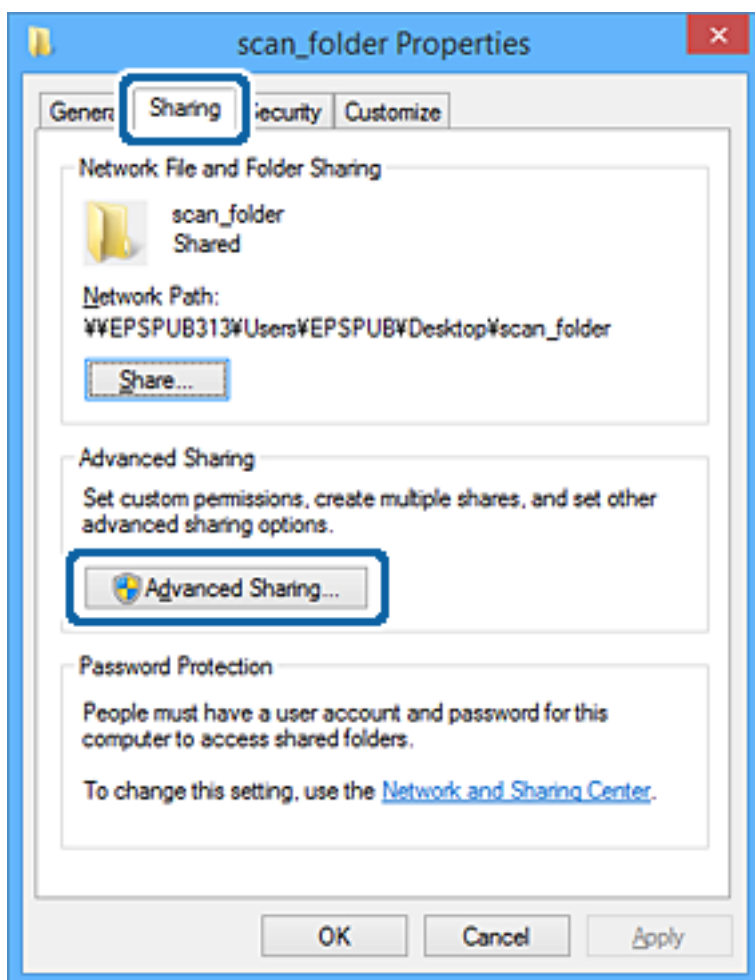 scan_folder Properties
General Sharing Security Customize
Network File and Folder Sharing
scan_folder
Shared
Network Path:
¥¥EPSPUB313¥Users¥EPSPUB¥Desktop¥scan_folder
Share...
Advanced Sharing
Set custom permissions, create multiple shares, and set other
advanced sharing options.
Advanced Sharing...
Password Protection
People must have a user account and password for this
computer to access shared folders.
To change this setting, use the Network and Sharing Center.
OK Cancel Apply